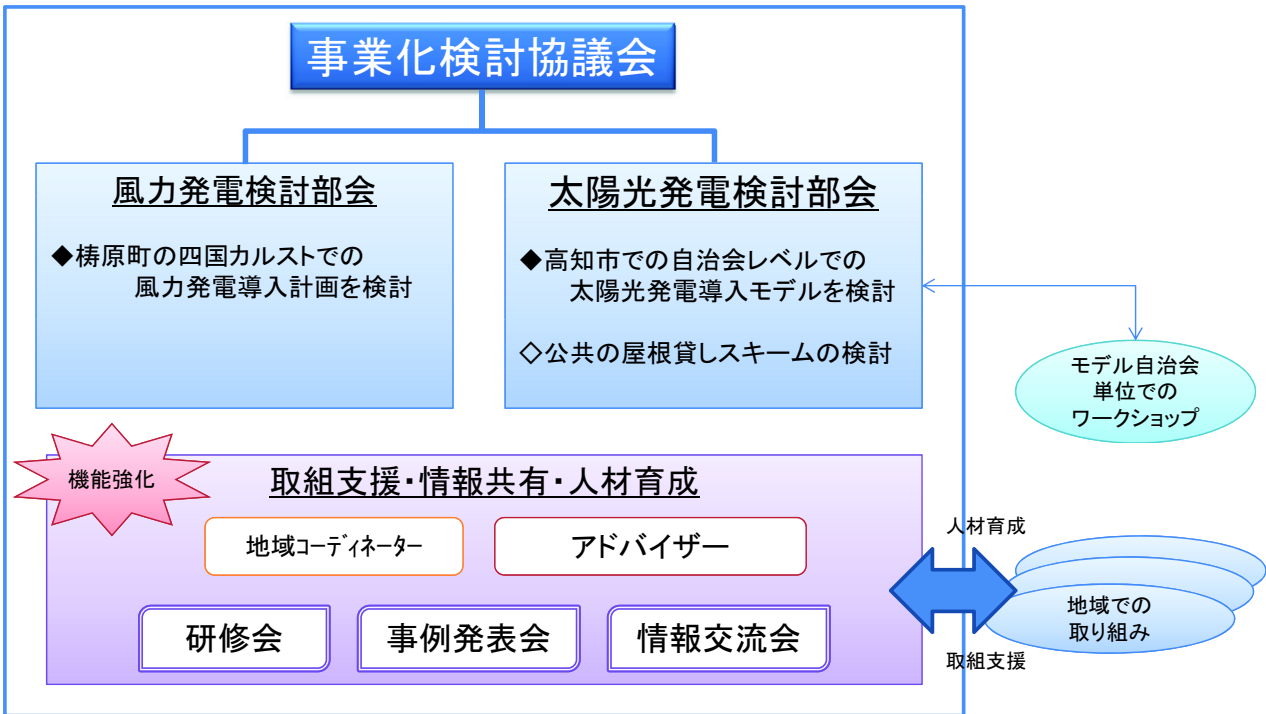 事業化検討協議会
風力発電検討部会
◆梼原町の四国カルストでの
風力発電導入計画を検討
太陽光発電検討部会
◆高知市での自治会レベルでの
太陽光発電導入モデルを検討
◇公共の屋根貸しスキームの検討
モデル自治会
単位での
ワークショップ
機能強化
取組支援・情報共有・人材育成
地域ｺｰﾃﾞｨﾈｰﾀｰ
アドバイザー
研修会
事例発表会
情報交流会
人材育成
地域での
取り組み
取組支援